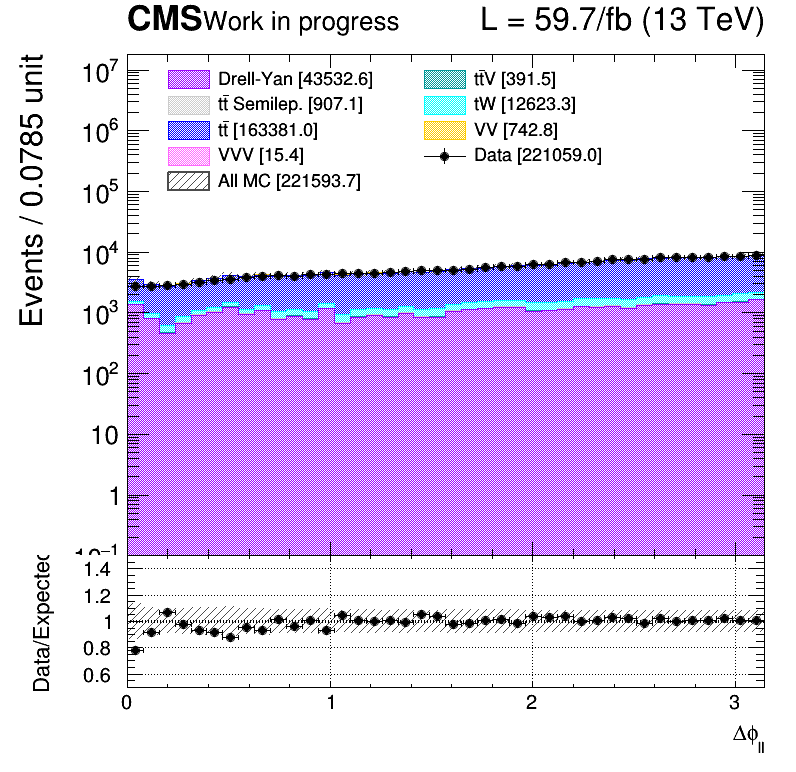 CMS Work in progress L = 59.7/fb (13 TeV)
Events / 0.0785 unit
10⁷
10⁶
10⁵
10⁴
10³
10²
10
1
10⁻¹
Drell-Yan [43532.6]
tt̄ Semilep. [907.1]
tt̄ [163381.0]
VVV [15.4]
All MC [221593.7]
tt̄V [391.5]
tW [12623.3]
VV [742.8]
Data [221059.0]
Data/Expected
1.4
1.2
1
0.8
0.6
0 1 2 3
Δϕ_ll